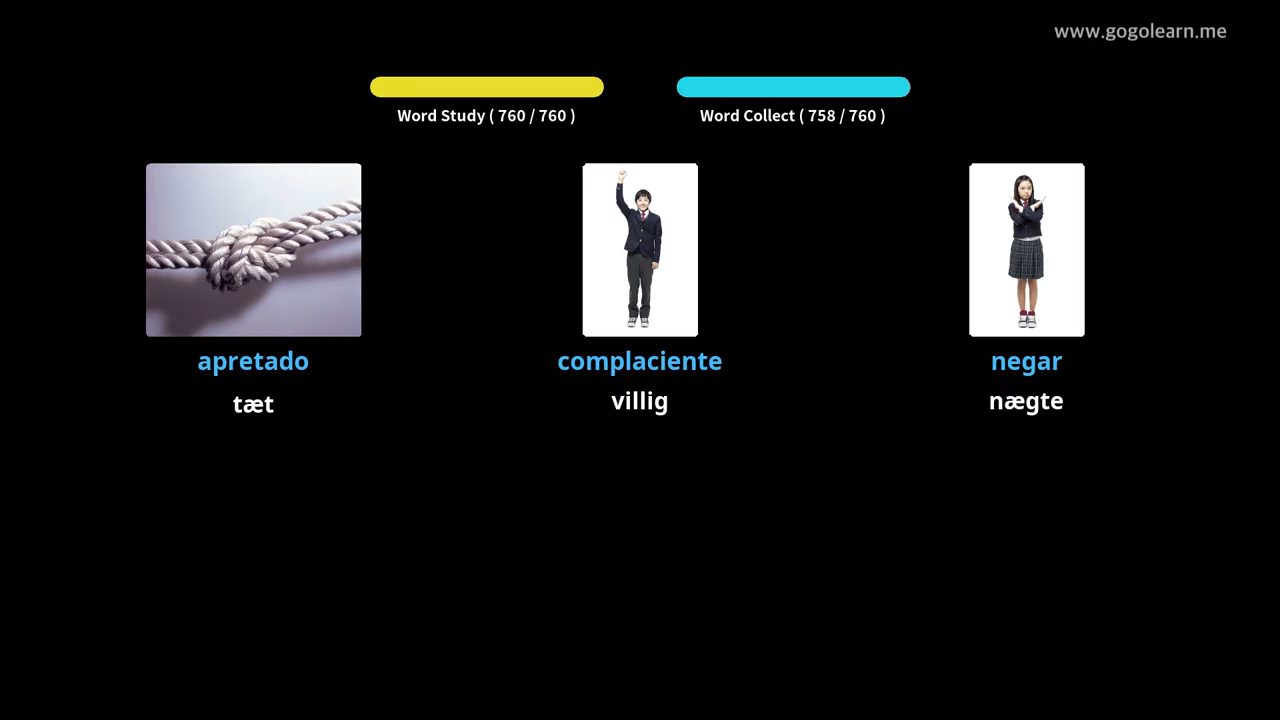 www.gogolearn.me
Word Study ( 760 / 760 )
Word Collect ( 758 / 760 )
apretado
complaciente
negar
tæt
villig
nægte